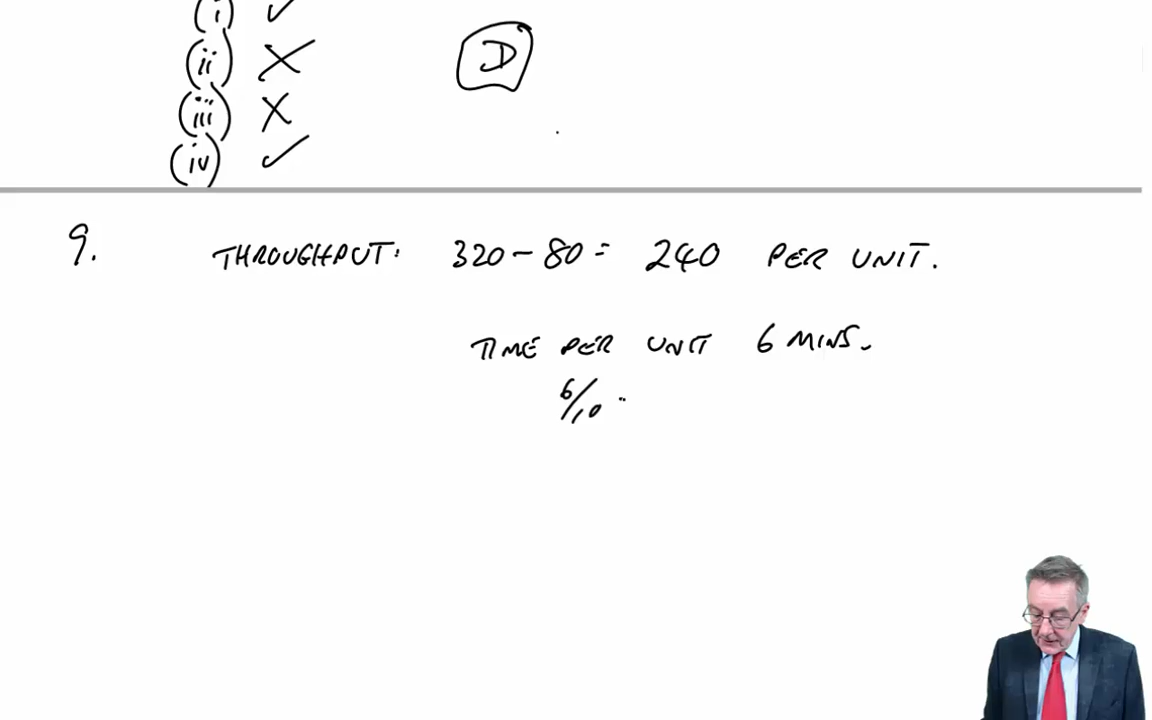 (i) ✓
(ii) X
D
(iii) X
(iv) ✓
9. THROUGHPUT: 320 - 80 = 240 PER UNIT.
TIME PER UNIT 6 MINS.
6/10